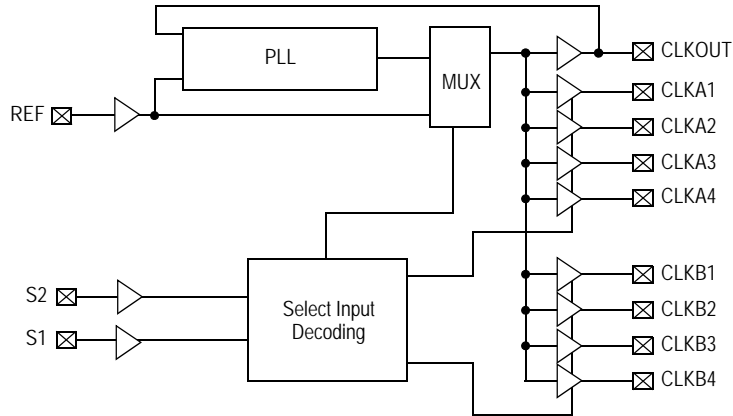 PLL
MUX
REF
CLKOUT
CLKA1
CLKA2
CLKA3
CLKA4
S2
S1
Select Input
Decoding
CLKB1
CLKB2
CLKB3
CLKB4